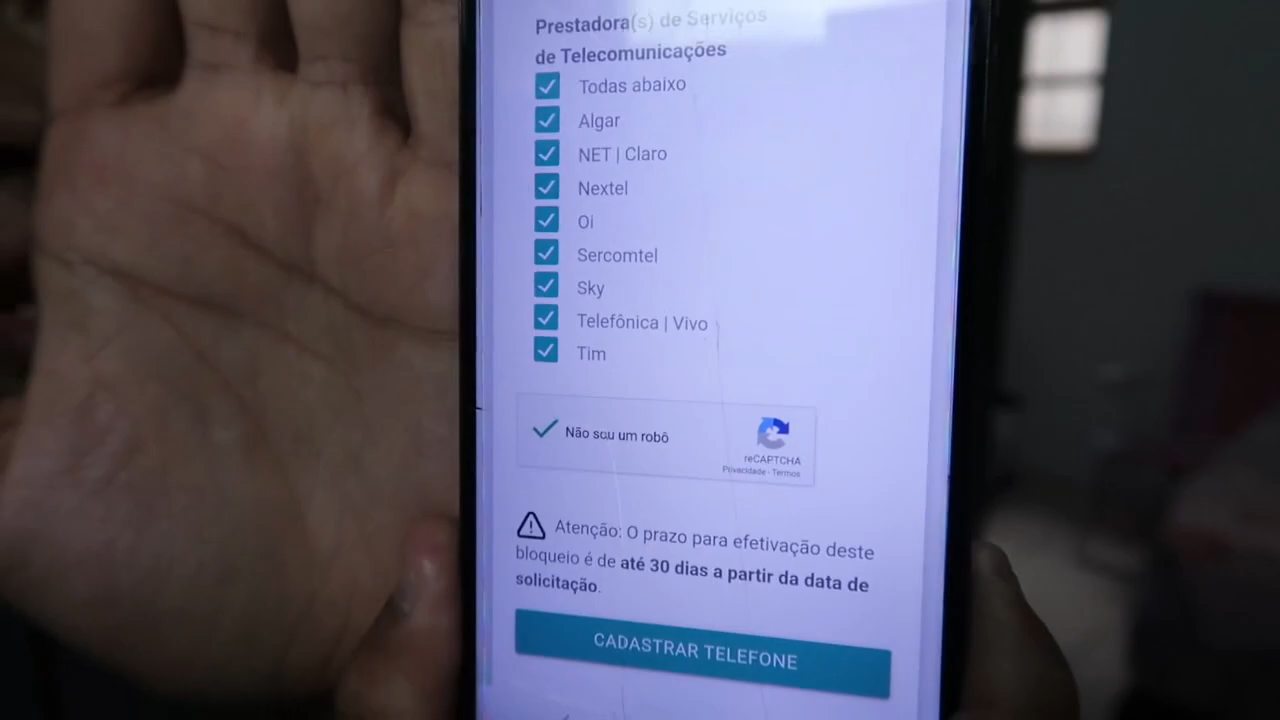 Prestadora(s) de Serviços
de Telecomunicações
Todas abaixo
Algar
NET | Claro
Nextel
Oi
Sercomtel
Sky
Telefônica | Vivo
Tim
Não sou um robô
reCAPTCHA
Privacidade - Termos
Atenção: O prazo para efetivação deste
bloqueio é de até 30 dias a partir da data de
solicitação.
CADASTRAR TELEFONE